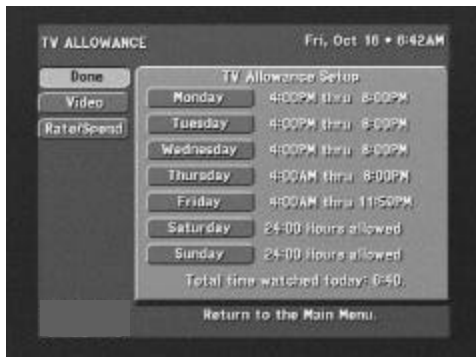 TV ALLOWANCE
Fri, Oct 16 • 6:42AM
Done
Video
Rate/Spend
TV Allowance Setup
Monday 4:00PM thru 8:00PM
Tuesday 4:00PM thru 8:00PM
Wednesday 4:00PM thru 8:00PM
Thursday 4:00AM thru 8:00PM
Friday 4:00AM thru 11:50PM
Saturday 24:00 Hours allowed
Sunday 24:00 Hours allowed
Total time watched today: 6:40.
Return to the Main Menu.